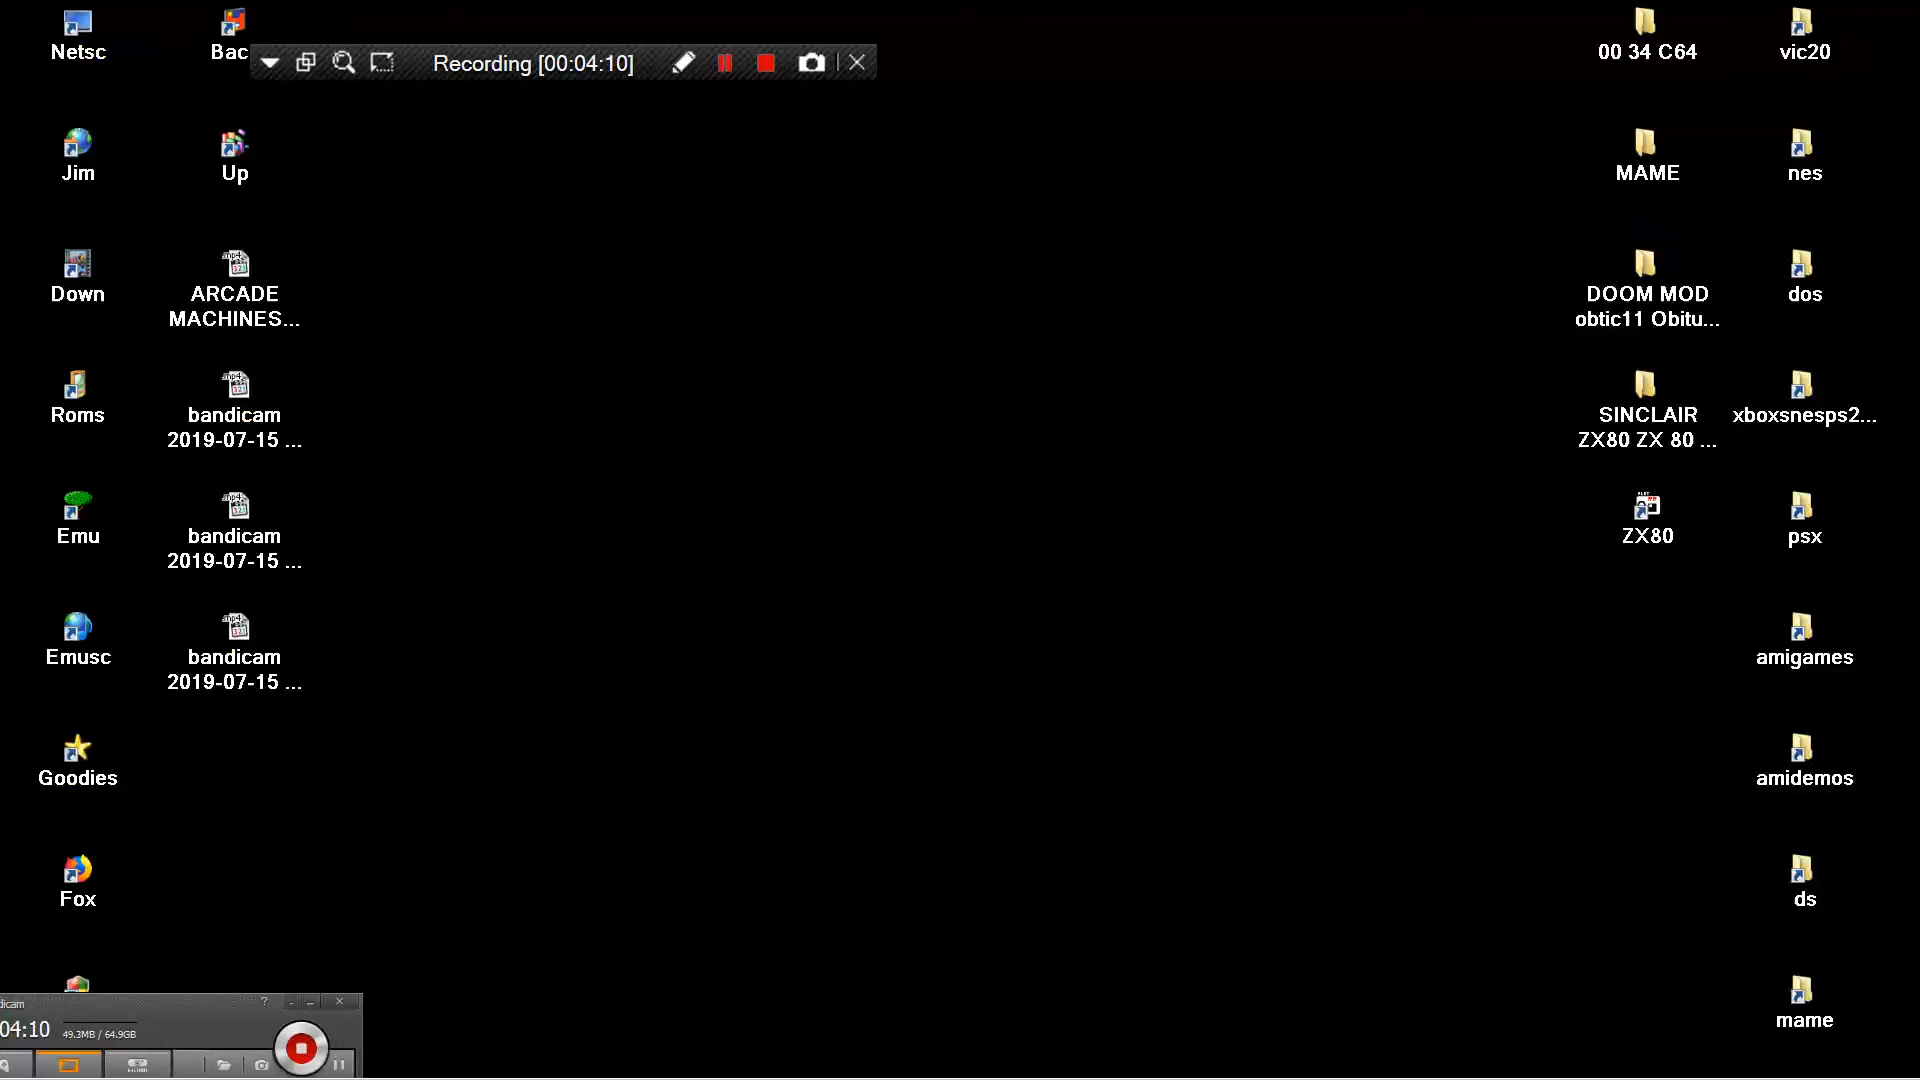 Netsc
Bac
Recording [00:04:10]
00 34 C64
vic20
Jim
Up
MAME
nes
Down
ARCADE
MACHINES...
DOOM MOD
obtic11 Obitu...
dos
Roms
bandicam
2019-07-15 ...
SINCLAIR
ZX80 ZX 80 ...
xboxsnesps2...
Emu
bandicam
2019-07-15 ...
ZX80
psx
Emusc
bandicam
2019-07-15 ...
amigames
Goodies
amidemos
Fox
ds
dicam
04:10
49.3MB / 64.9GB
mame